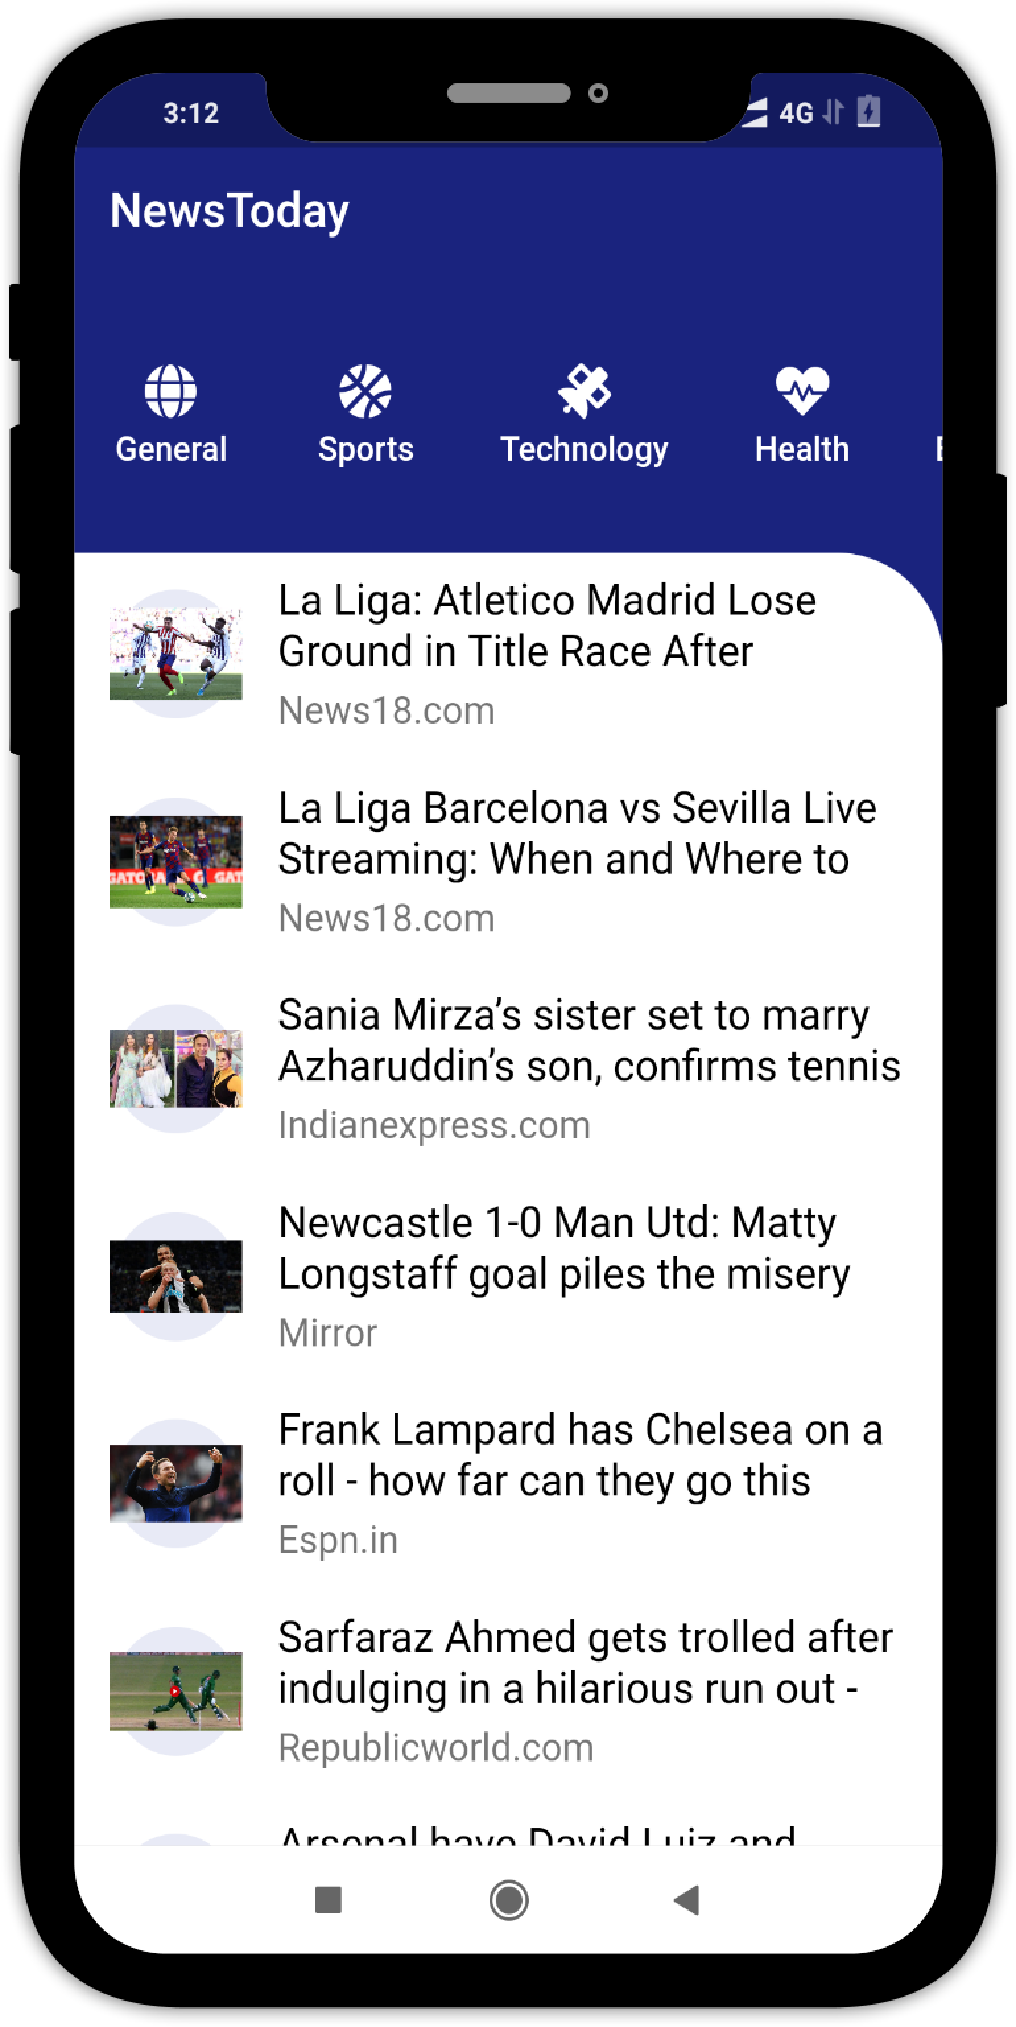 3:12
4G
NewsToday
General
Sports
Technology
Health
La Liga: Atletico Madrid Lose
Ground in Title Race After
News18.com
La Liga Barcelona vs Sevilla Live
Streaming: When and Where to
News18.com
Sania Mirza’s sister set to marry
Azharuddin’s son, confirms tennis
Indianexpress.com
Newcastle 1-0 Man Utd: Matty
Longstaff goal piles the misery
Mirror
Frank Lampard has Chelsea on a
roll - how far can they go this
Espn.in
Sarfaraz Ahmed gets trolled after
indulging in a hilarious run out -
Republicworld.com
Arsenal have David Luiz and